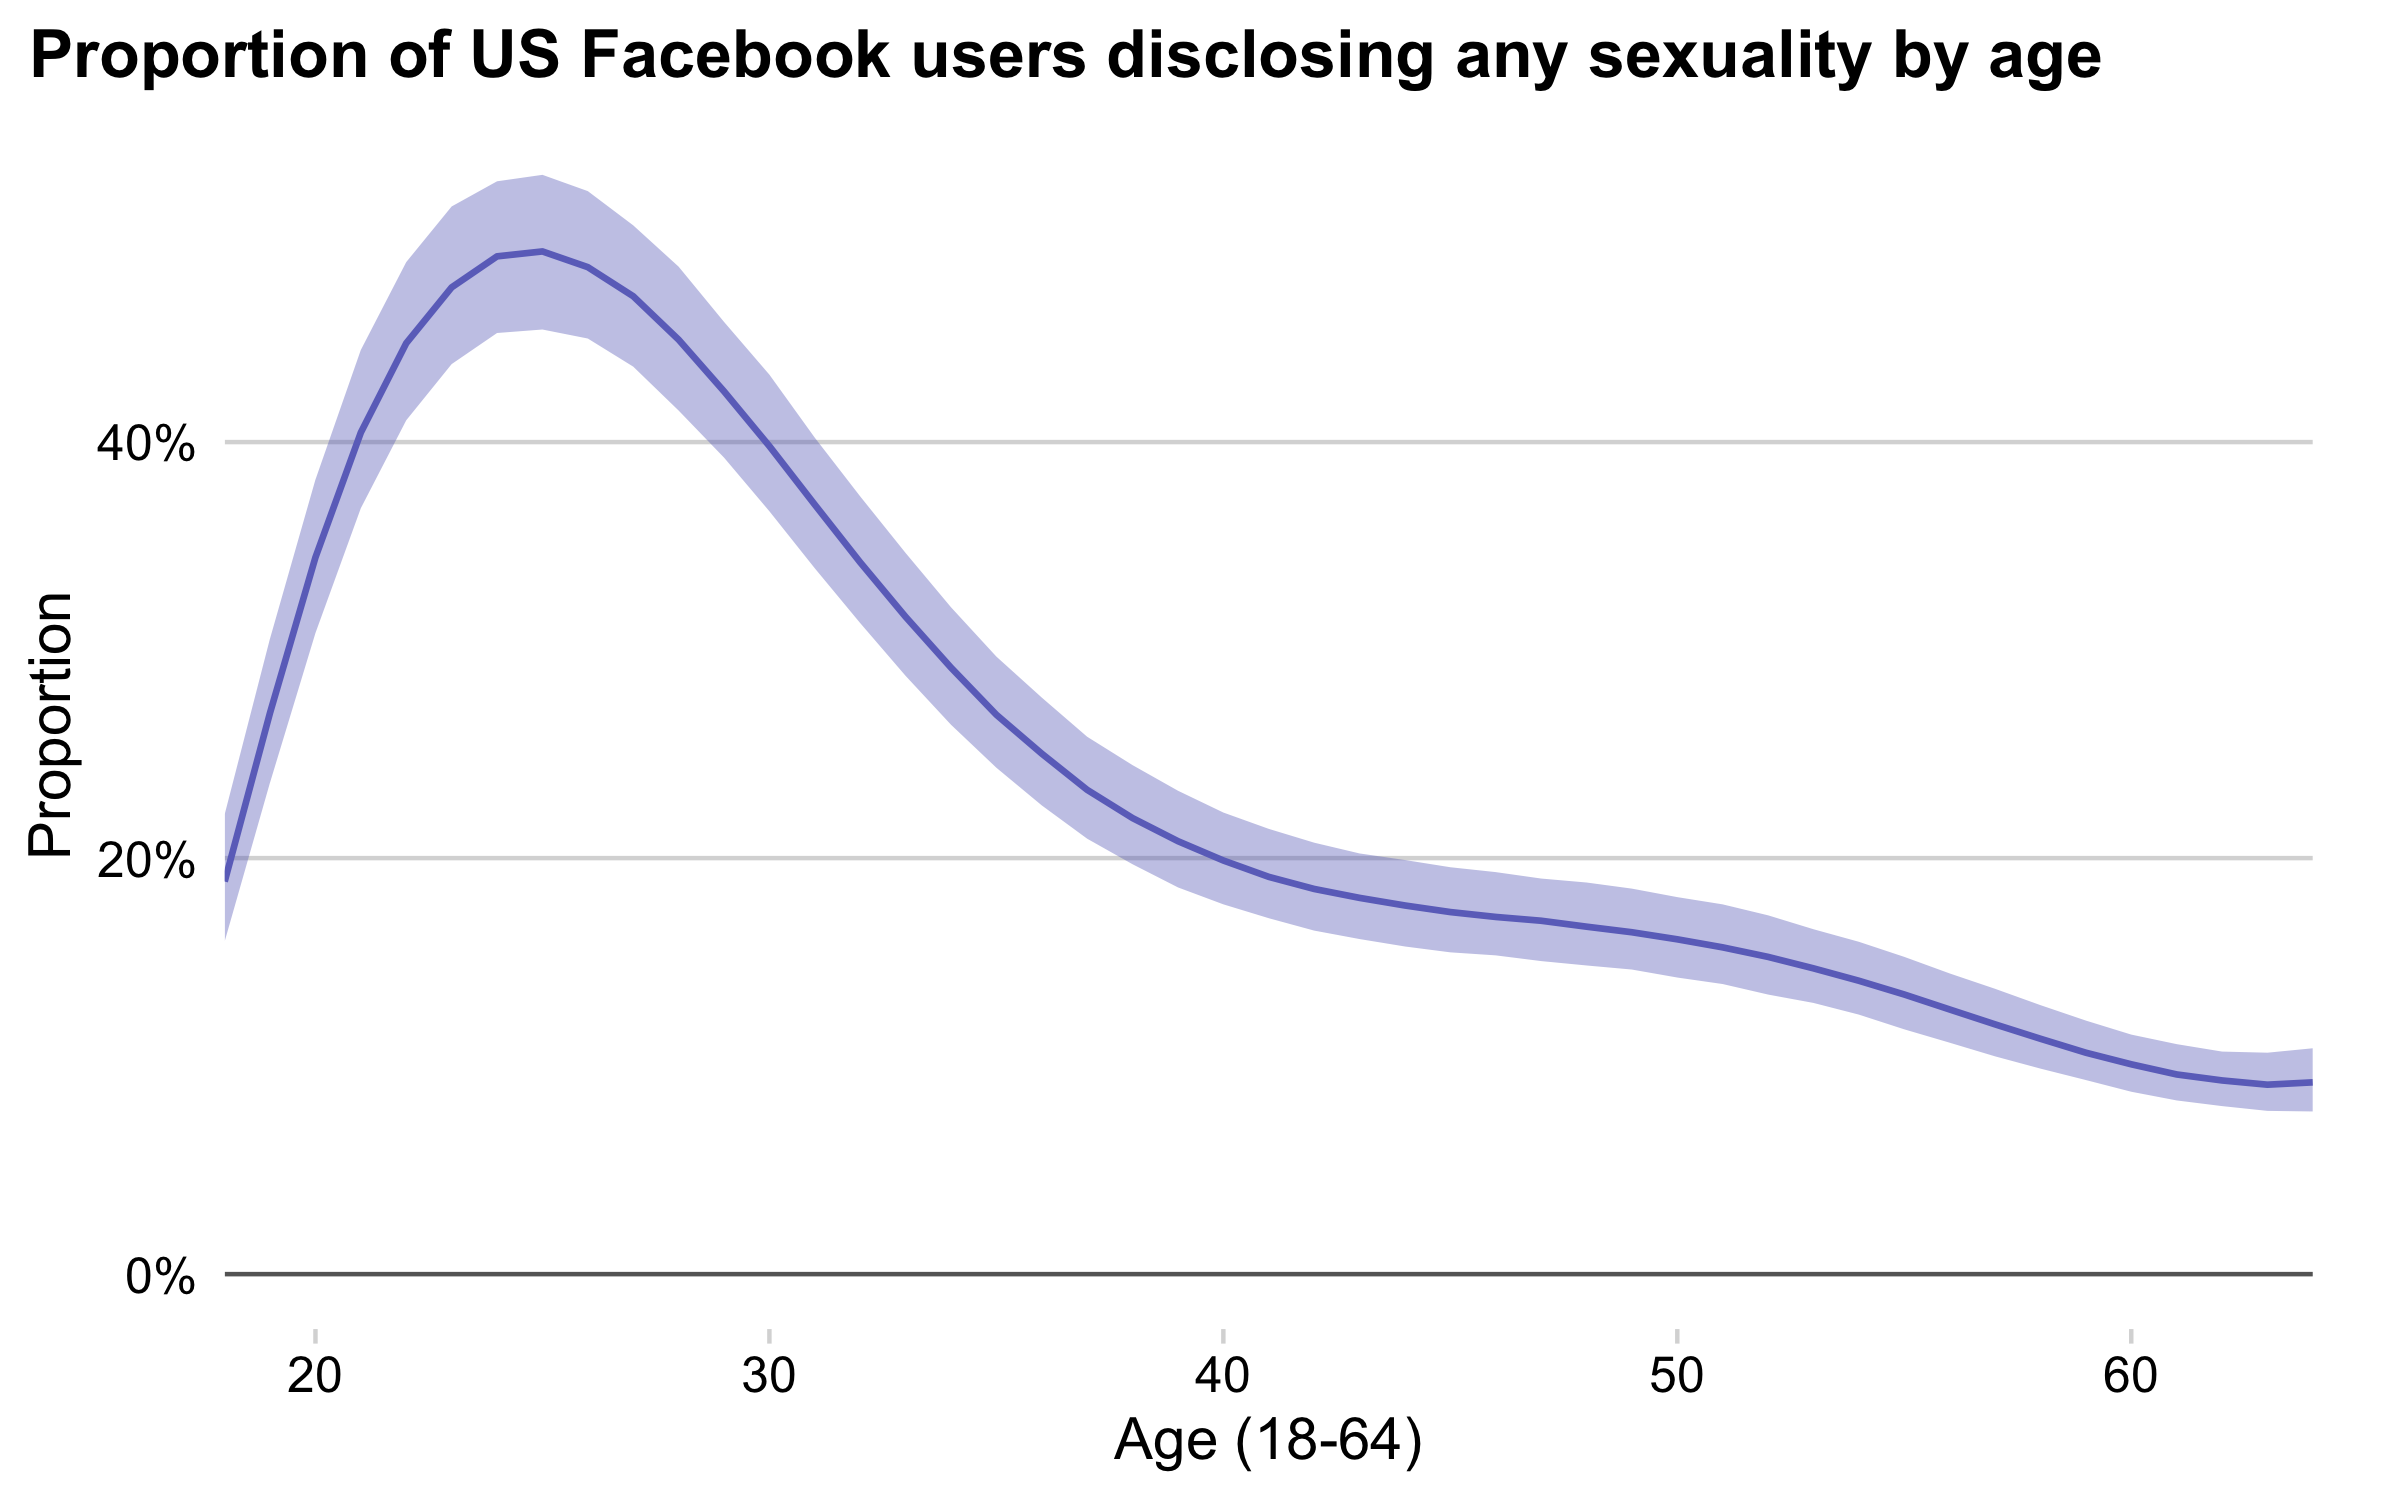 Proportion of US Facebook users disclosing any sexuality by age
Proportion
40%
20%
0%
20 30 40 50 60
Age (18-64)